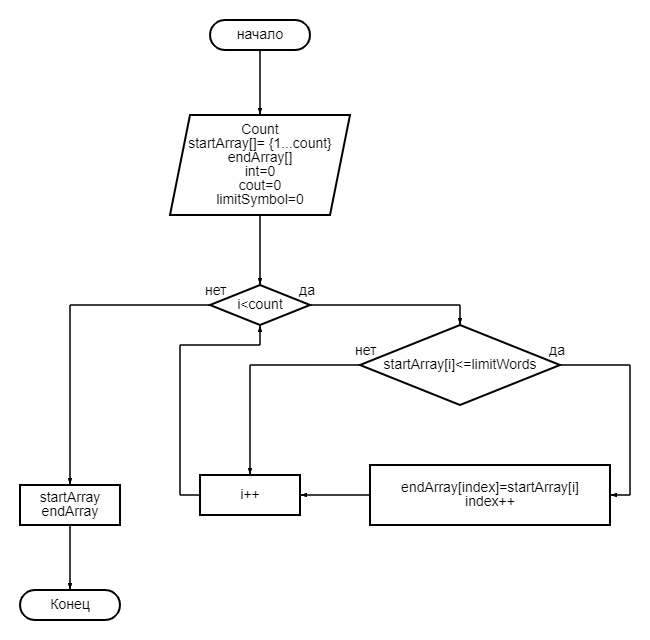 начало
Count
startArray[]= {1...count}
endArray[]
int=0
cout=0
limitSymbol=0
нет
да
i<count
нет
да
startArray[i]<=limitWords
i++
endArray[index]=startArray[i]
index++
startArray
endArray
Конец